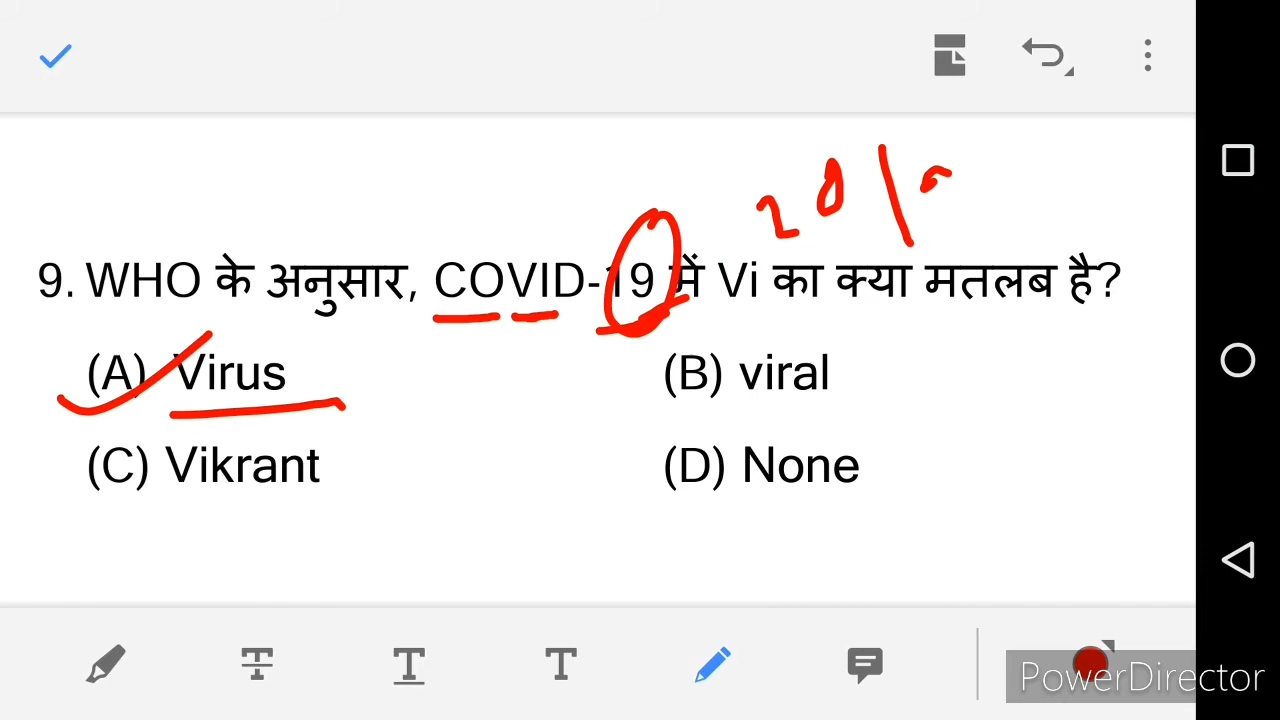 9. WHO के अनुसार, COVID-19 में Vi का क्या मतलब है?
(A) Virus (B) viral
(C) Vikrant (D) None
PowerDirector